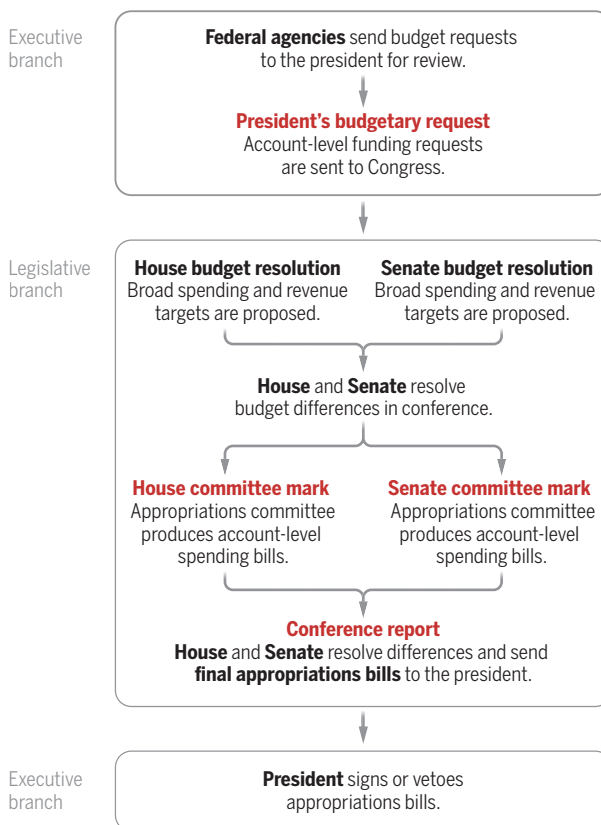 Executive
branch
Federal agencies send budget requests
to the president for review.
President's budgetary request
Account-level funding requests
are sent to Congress.
Legislative
branch
House budget resolution
Broad spending and revenue
targets are proposed.
Senate budget resolution
Broad spending and revenue
targets are proposed.
House and Senate resolve
budget differences in conference.
House committee mark
Appropriations committee
produces account-level
spending bills.
Senate committee mark
Appropriations committee
produces account-level
spending bills.
Conference report
House and Senate resolve differences and send
final appropriations bills to the president.
Executive
branch
President signs or vetoes
appropriations bills.